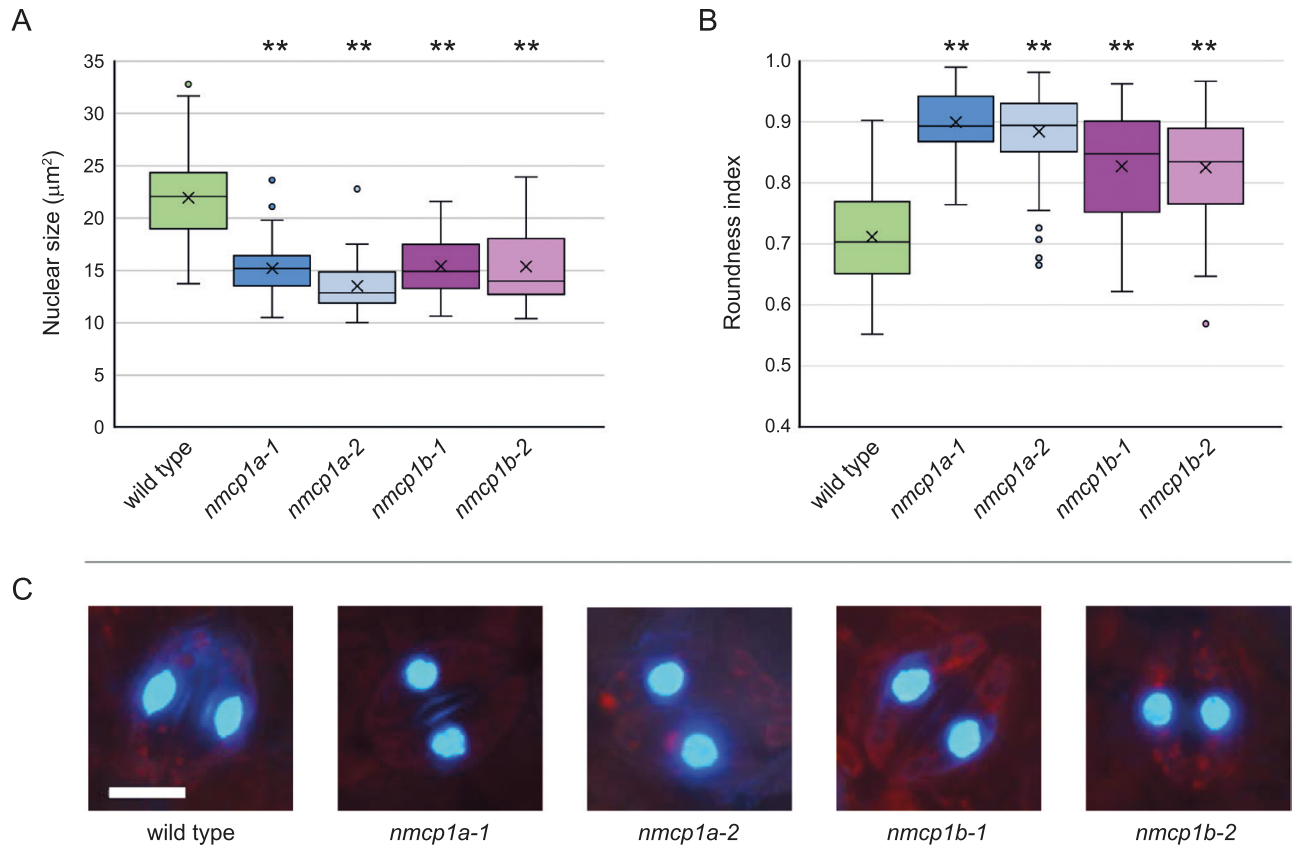 A
** ** ** **
Nuclear size (μm²)
35
30
25
20
15
10
5
0
wild type
nmcp1a-1
nmcp1a-2
nmcp1b-1
nmcp1b-2
B
** ** ** **
Roundness index
1.0
0.9
0.8
0.7
0.6
0.5
0.4
wild type
nmcp1a-1
nmcp1a-2
nmcp1b-1
nmcp1b-2
C
wild type
nmcp1a-1
nmcp1a-2
nmcp1b-1
nmcp1b-2